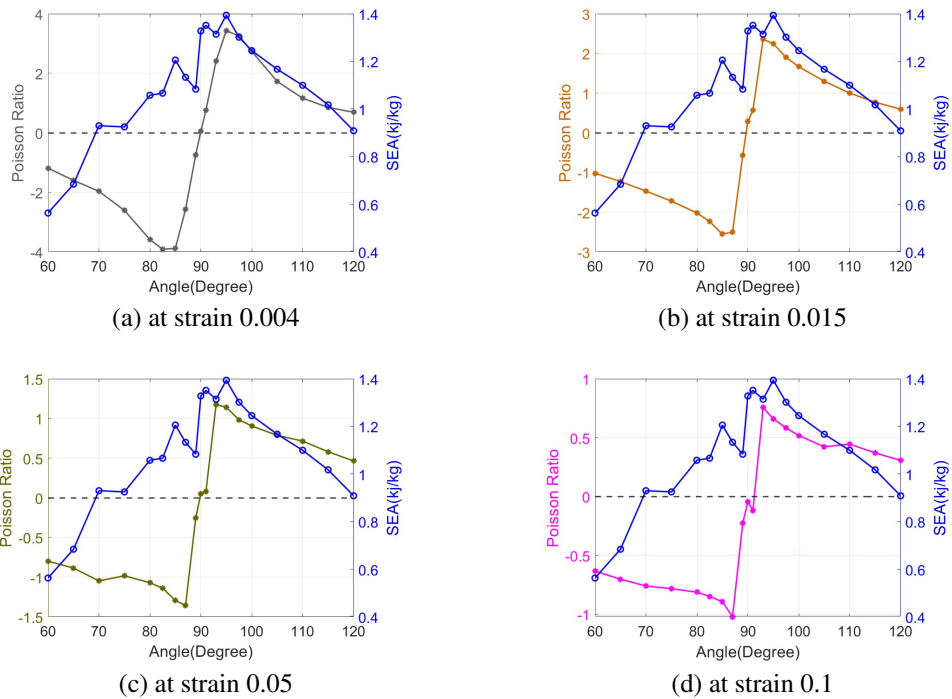 4
2
0
-2
-4
Poisson Ratio
1.4
1.2
1
0.8
0.6
0.4
SEA(kj/kg)
60 70 80 90 100 110 120
Angle(Degree)
(a) at strain 0.004
3
2
1
0
-1
-2
-3
Poisson Ratio
1.4
1.2
1
0.8
0.6
0.4
SEA(kj/kg)
60 70 80 90 100 110 120
Angle(Degree)
(b) at strain 0.015
1.5
1
0.5
0
-0.5
-1
-1.5
Poisson Ratio
1.4
1.2
1
0.8
0.6
0.4
SEA(kj/kg)
60 70 80 90 100 110 120
Angle(Degree)
(c) at strain 0.05
1
0.5
0
-0.5
-1
Poisson Ratio
1.4
1.2
1
0.8
0.6
0.4
SEA(kj/kg)
60 70 80 90 100 110 120
Angle(Degree)
(d) at strain 0.1